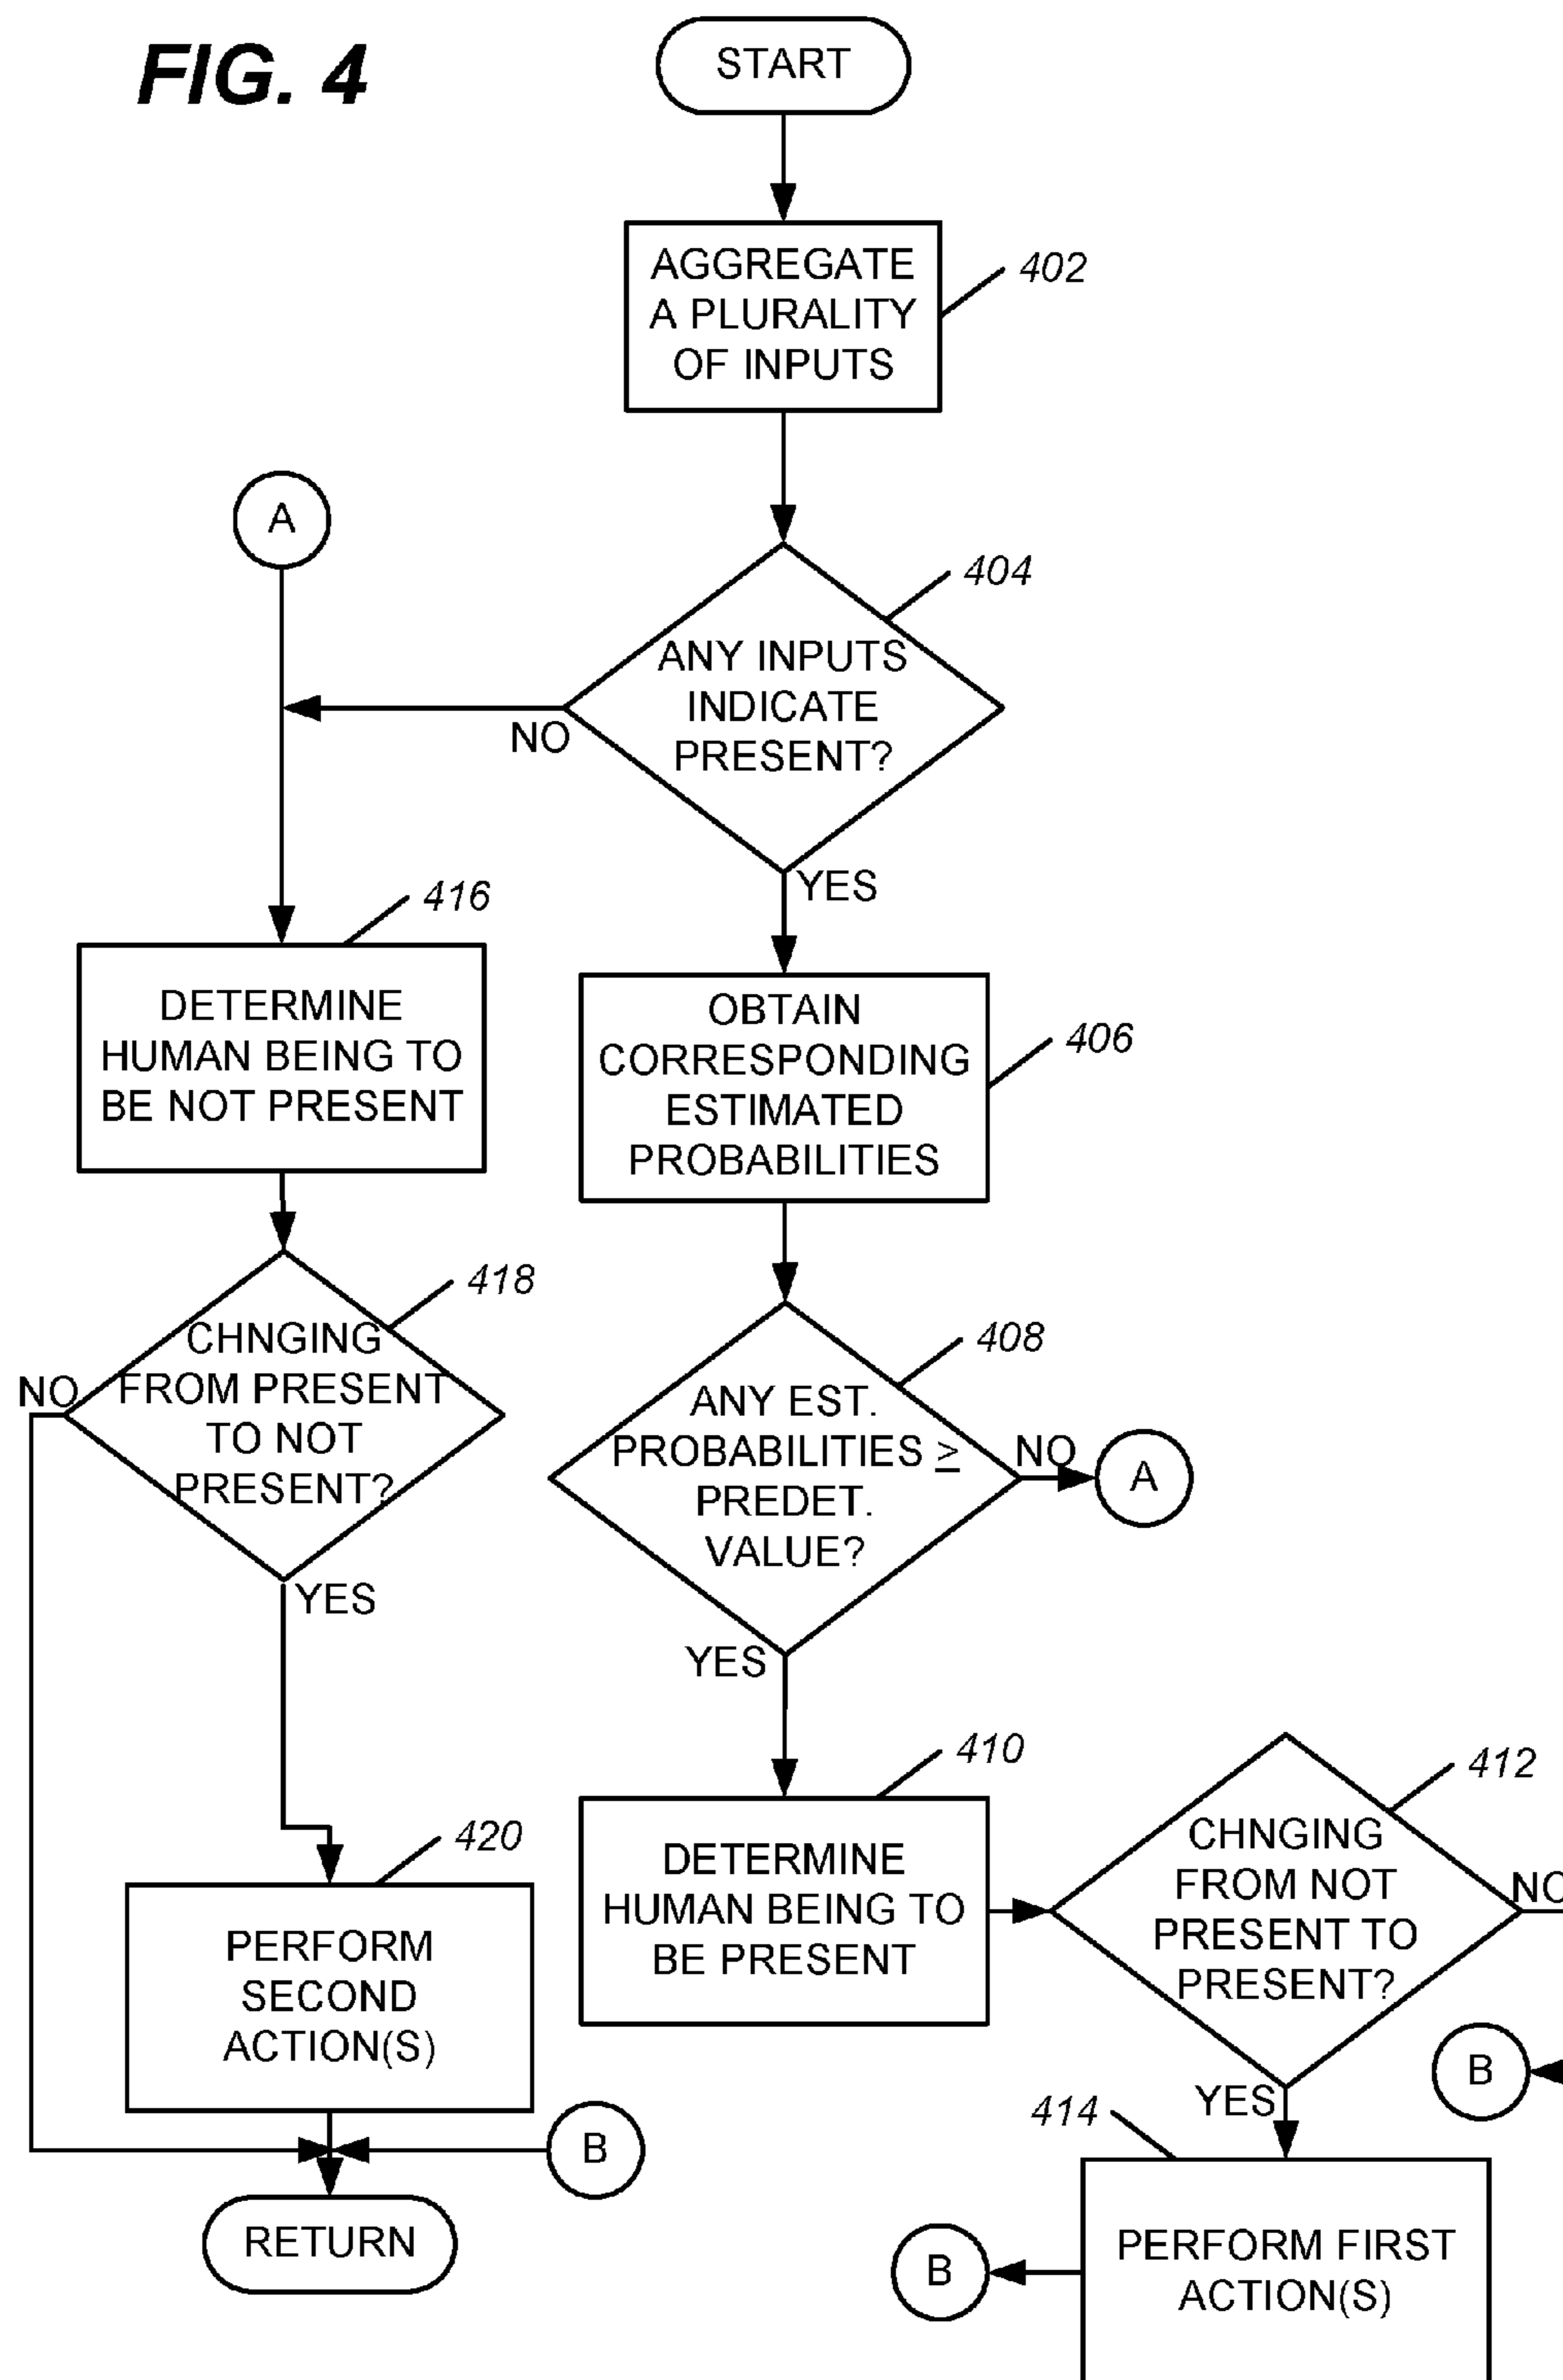 FIG. 4
START
AGGREGATE
A PLURALITY
OF INPUTS
402
A
404
ANY INPUTS
INDICATE
PRESENT?
NO
YES
416
DETERMINE
HUMAN BEING TO
BE NOT PRESENT
OBTAIN
CORRESPONDING
ESTIMATED
PROBABILITIES
406
418
CHNGING
FROM PRESENT
TO NOT
PRESENT?
NO
YES
408
ANY EST.
PROBABILITIES ≥
PREDET.
VALUE?
NO
A
YES
410
DETERMINE
HUMAN BEING TO
BE PRESENT
412
CHNGING
FROM NOT
PRESENT TO
PRESENT?
NO
B
YES
420
PERFORM
SECOND
ACTION(S)
B
RETURN
414
PERFORM FIRST
ACTION(S)
B